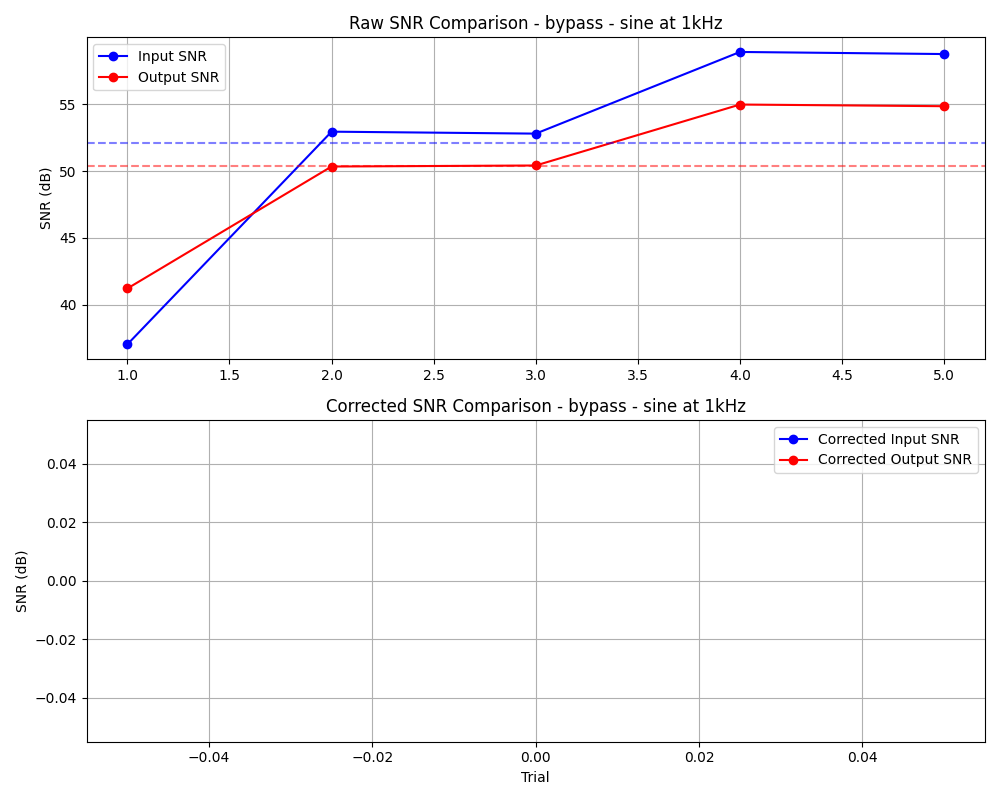 Raw SNR Comparison - bypass - sine at 1kHz
Input SNR
Output SNR
SNR (dB)
55
50
45
40
1.0 1.5 2.0 2.5 3.0 3.5 4.0 4.5 5.0
Corrected SNR Comparison - bypass - sine at 1kHz
Corrected Input SNR
Corrected Output SNR
SNR (dB)
0.04
0.02
0.00
−0.02
−0.04
−0.04 −0.02 0.00 0.02 0.04
Trial